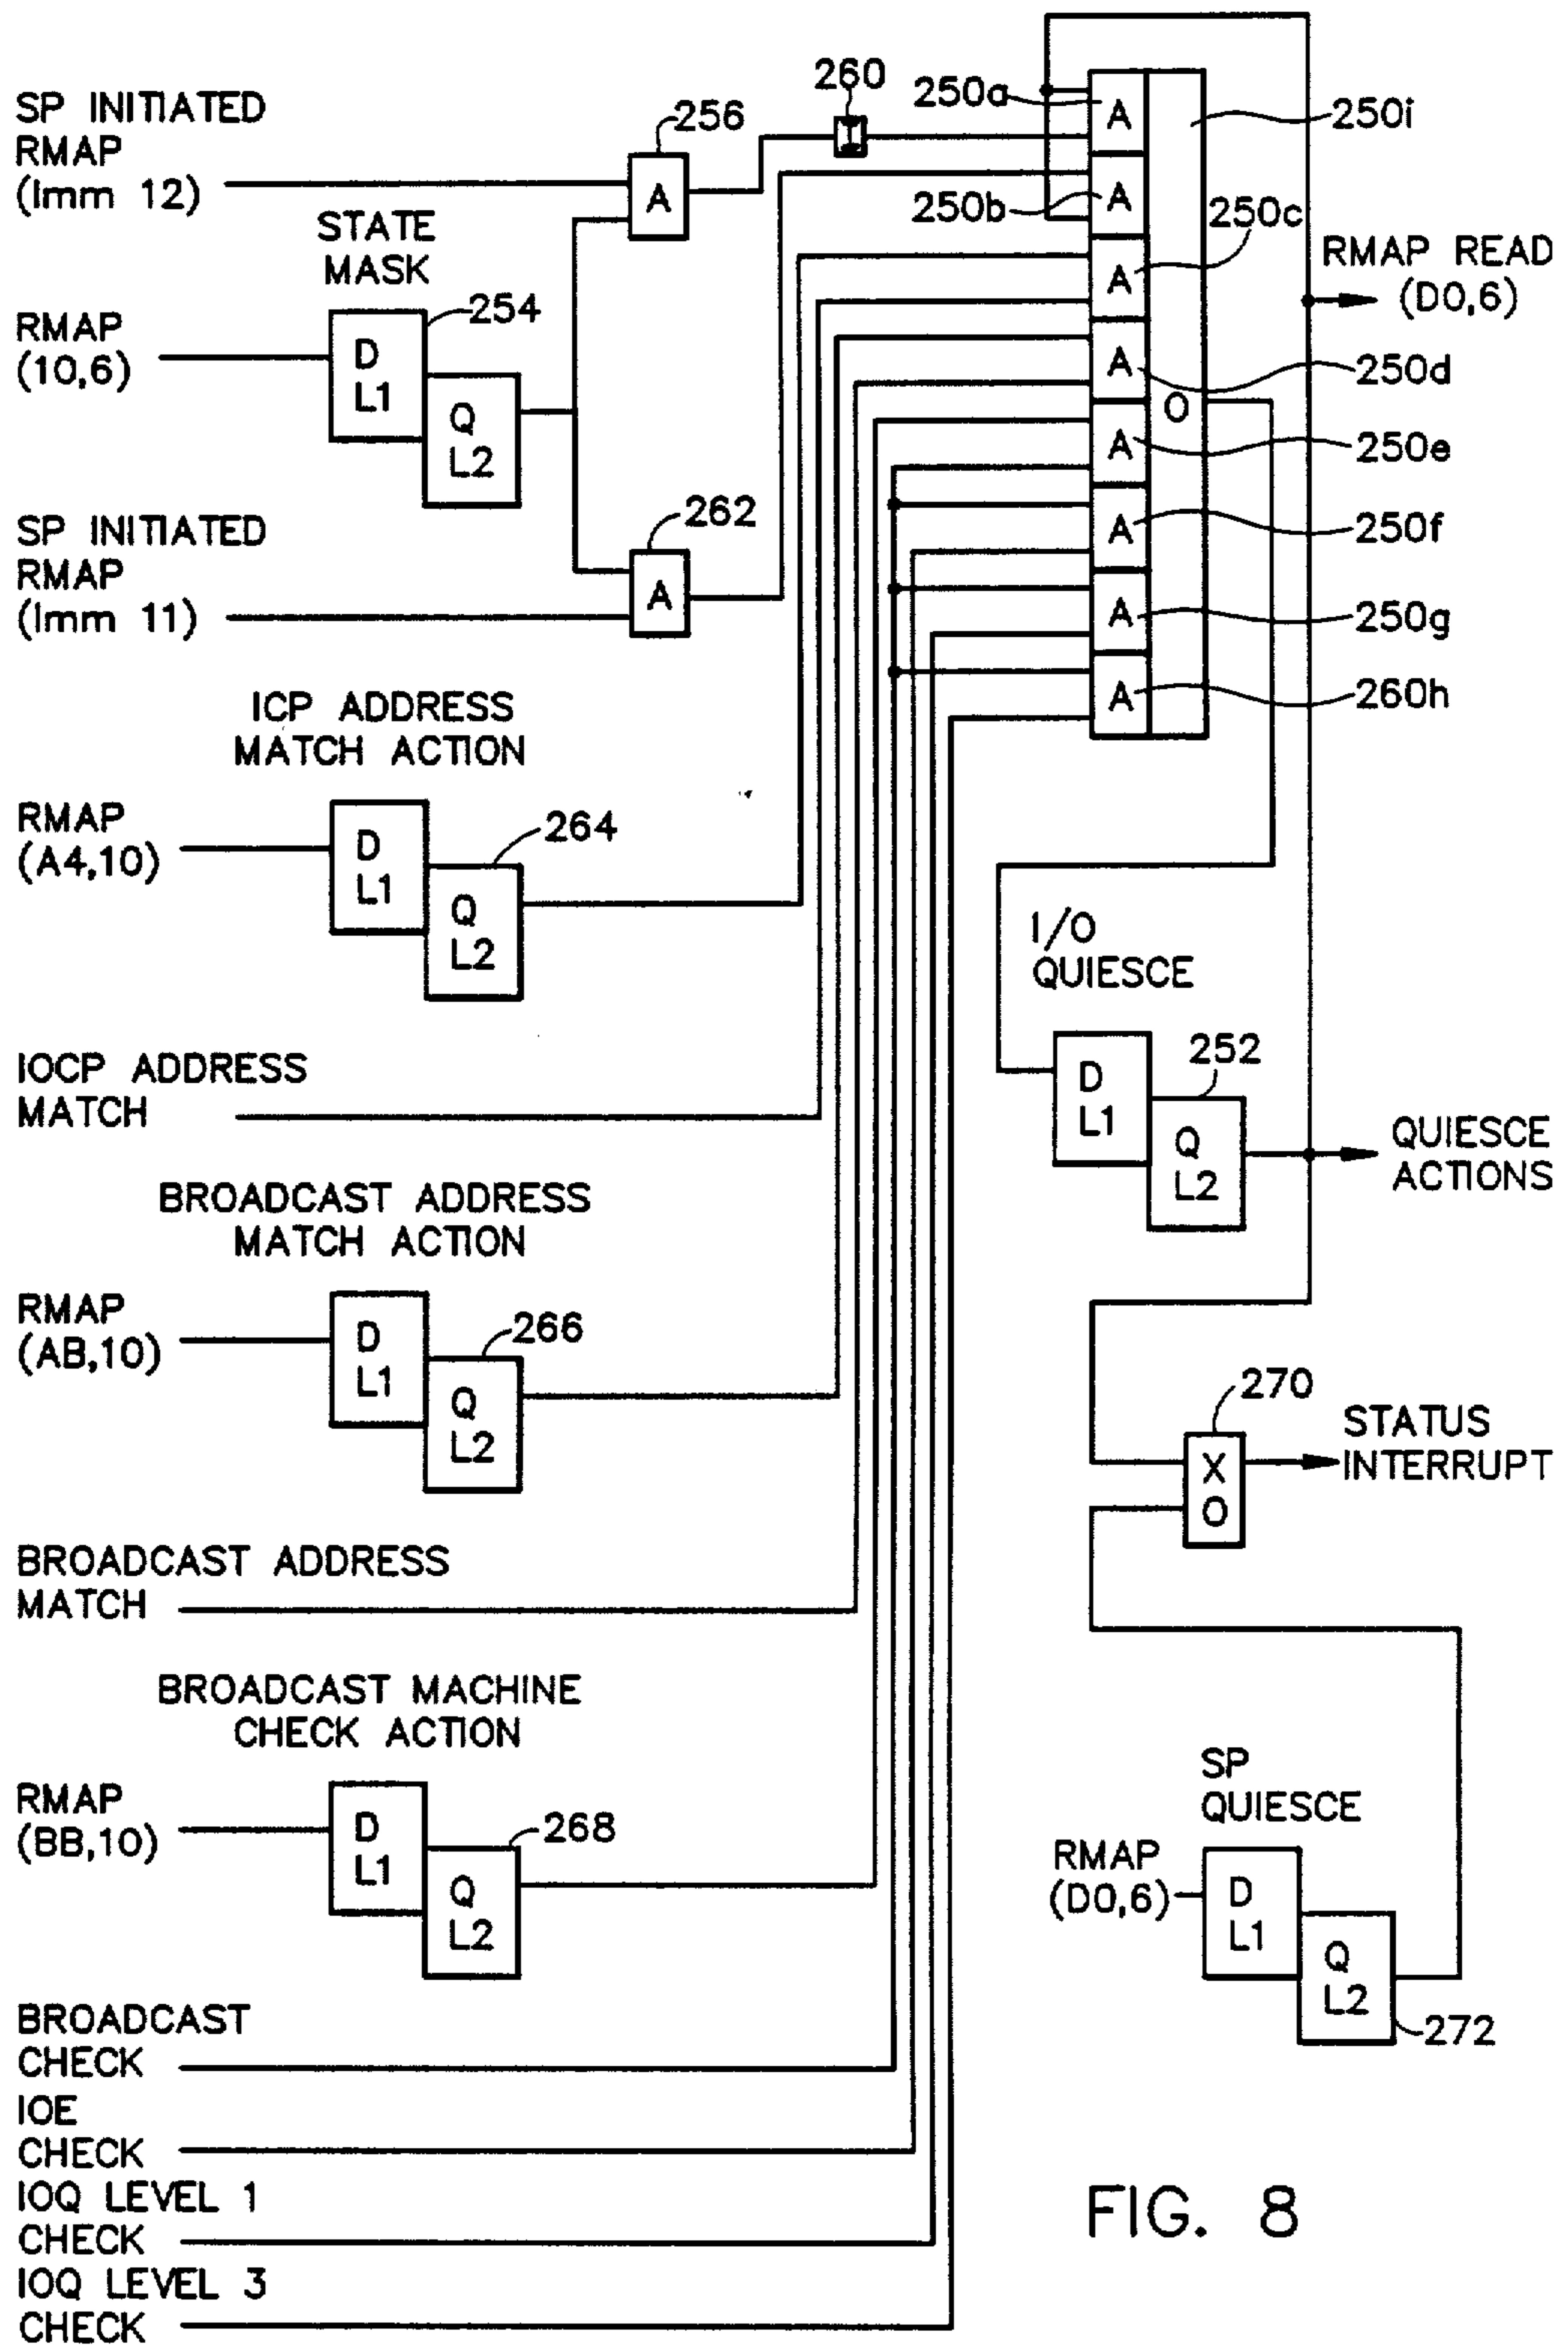 SP INITIATED
RMAP
(Imm 12)
256
260
250a
A
250i
A
250b
A
250c
STATE
MASK
RMAP READ
(D0,6)
A
RMAP
(10,6)
254
D
L1
Q
L2
A
250d
O
A
250e
SP INITIATED
RMAP
(Imm 11)
262
A
A
250f
A
250g
A
260h
ICP ADDRESS
MATCH ACTION
RMAP
(A4,10)
D
L1
264
Q
L2
I/O
QUIESCE
IOCP ADDRESS
MATCH
D
L1
252
Q
L2
QUIESCE
ACTIONS
BROADCAST ADDRESS
MATCH ACTION
RMAP
(AB,10)
D
L1
266
Q
L2
270
X
O
STATUS
INTERRUPT
BROADCAST ADDRESS
MATCH
BROADCAST MACHINE
CHECK ACTION
RMAP
(BB,10)
D
L1
268
Q
L2
SP
QUIESCE
RMAP
(D0,6)
D
L1
Q
L2
272
BROADCAST
CHECK
IOE
CHECK
IOQ LEVEL 1
CHECK
IOQ LEVEL 3
CHECK
FIG. 8